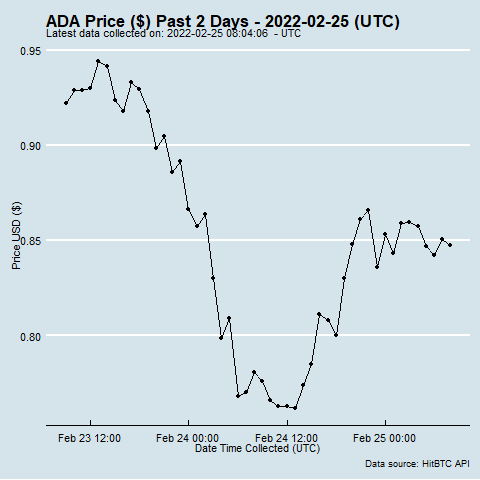 ADA Price ($) Past 2 Days - 2022-02-25 (UTC)
Latest data collected on: 2022-02-25 08:04:06  - UTC
0.95
0.90
0.85
0.80
Price USD ($)
Feb 23 12:00
Feb 24 00:00
Feb 24 12:00
Feb 25 00:00
Date Time Collected (UTC)
Data source: HitBTC API